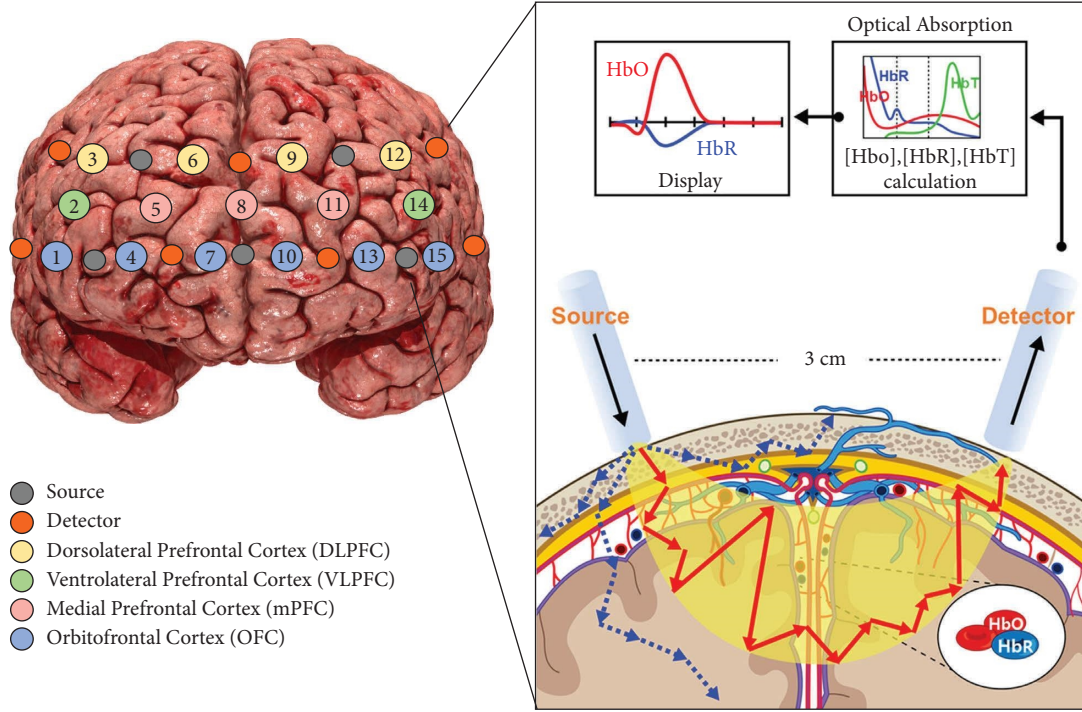 3
6
9
12
2
5
8
11
14
1
4
7
10
13
15
Source
Detector
Dorsolateral Prefrontal Cortex (DLPFC)
Ventrolateral Prefrontal Cortex (VLPFC)
Medial Prefrontal Cortex (mPFC)
Orbitofrontal Cortex (OFC)
Optical Absorption
HbO
HbR
Display
HbR
HbO
HbT
[Hbo],[HbR],[HbT]
calculation
Source
Detector
3 cm
HbO
HbR